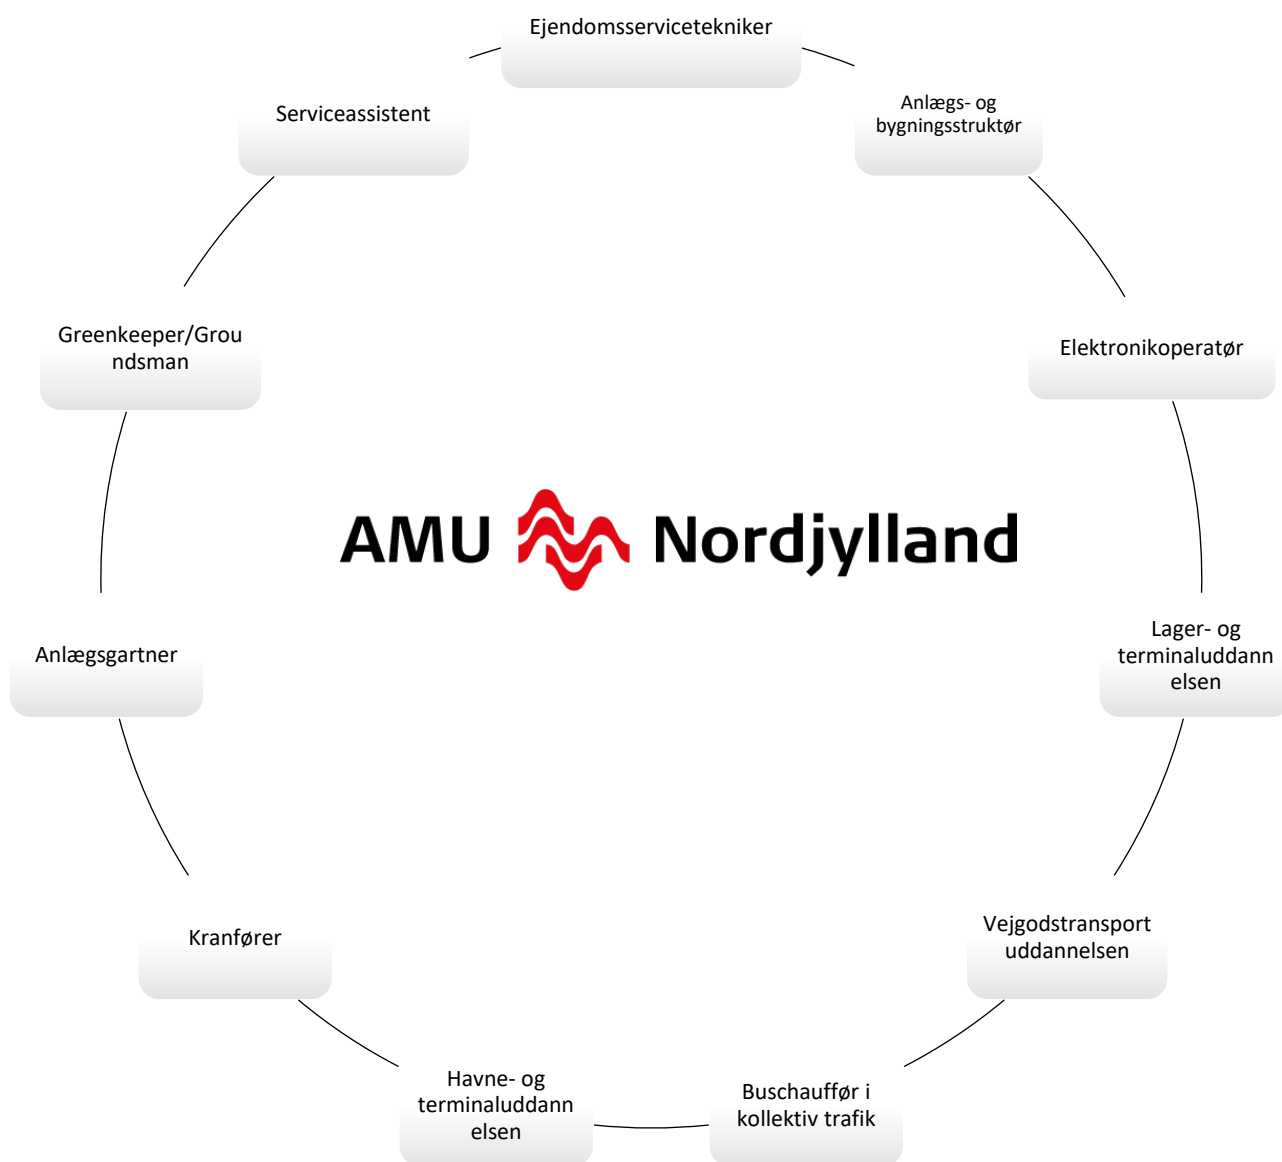 Ejendomsservicetekniker
Anlægs- og
bygningsstruktør
Elektronikoperatør
Lager- og
terminaluddann
elsen
Vejgodstransport
uddannelsen
Buschauffør i
kollektiv trafik
Havne- og
terminaluddann
elsen
Kranfører
Anlægsgartner
Greenkeeper/Grou
ndsman
Serviceassistent
AMU Nordjylland